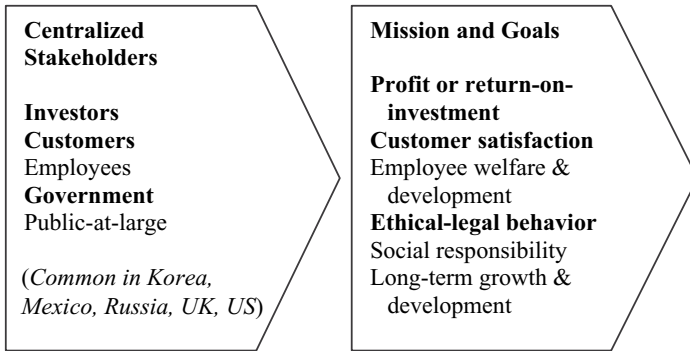 Centralized
Stakeholders
Investors
Customers
Employees
Government
Public-at-large
(Common in Korea,
Mexico, Russia, UK, US)
Mission and Goals
Profit or return-on-
investment
Customer satisfaction
Employee welfare &
development
Ethical-legal behavior
Social responsibility
Long-term growth &
development